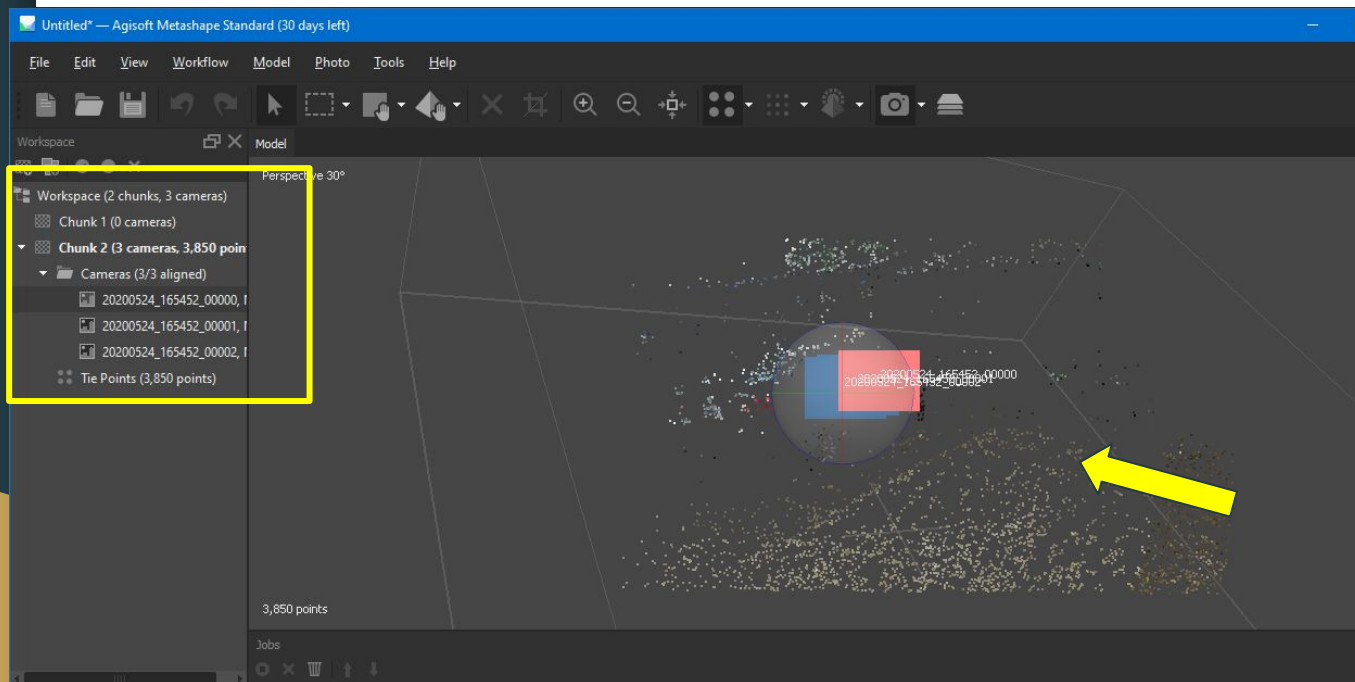 Untitled* — Agisoft Metashape Standard (30 days left)
File Edit View Workflow Model Photo Tools Help
Workspace
Model
Perspective 30°
Workspace (2 chunks, 3 cameras)
Chunk 1 (0 cameras)
Chunk 2 (3 cameras, 3,850 poin
Cameras (3/3 aligned)
20200524_165452_00000,
20200524_165452_00001,
20200524_165452_00002,
Tie Points (3,850 points)
20200524_165452_00000
3,850 points
Jobs